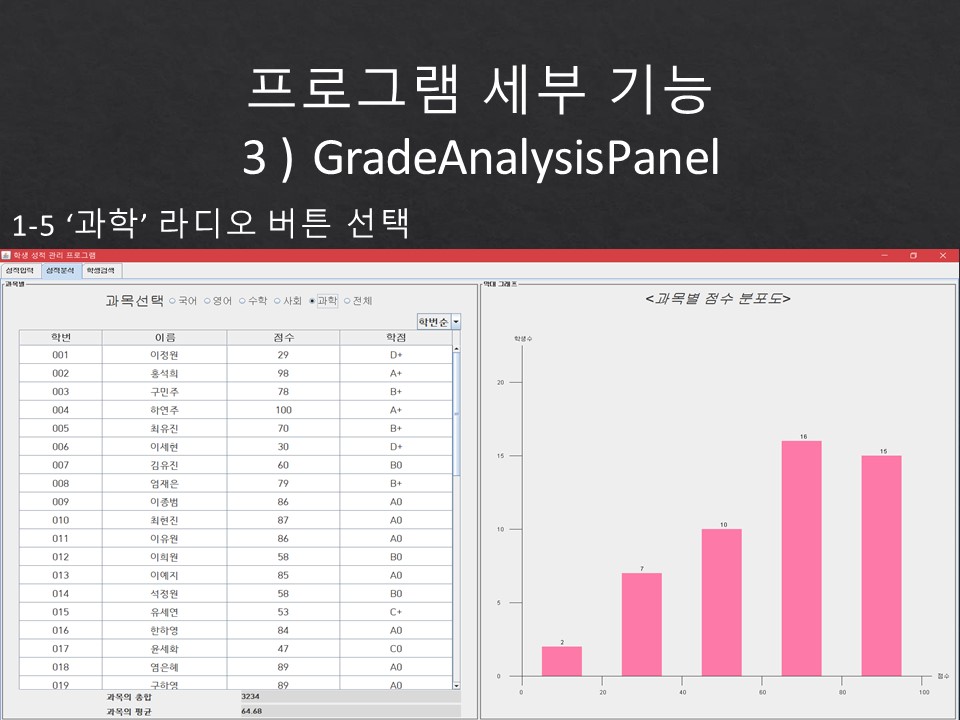 프로그램 세부 기능
3 ) GradeAnalysisPanel
1-5 ‘과학’ 라디오 버튼 선택
학생 성적 관리 프로그램
성적입력 성적분석 학생검색
과목별
과목선택 국어 영어 수학 사회 과학 전체
학번순
학번 이름 점수 학점
001 이정원 29 D+
002 홍석희 98 A+
003 구민주 78 B+
004 하연주 100 A+
005 최유진 70 B+
006 이세현 30 D+
007 김유진 60 B0
008 엄재은 79 B+
009 이종범 86 A0
010 최현진 87 A0
011 이유원 86 A0
012 이희원 58 B0
013 이예지 85 A0
014 석정원 58 B0
015 유세연 53 C+
016 한하영 84 A0
017 윤세화 47 C0
018 염은혜 89 A0
019 구하영 89 A0
과목의 총합 3234
과목의 평균 64.68
막대 그래프
<과목별 점수 분포도>
학생수
20
15
10
5
0
2 7 10 16 15
0 20 40 60 80 100 점수